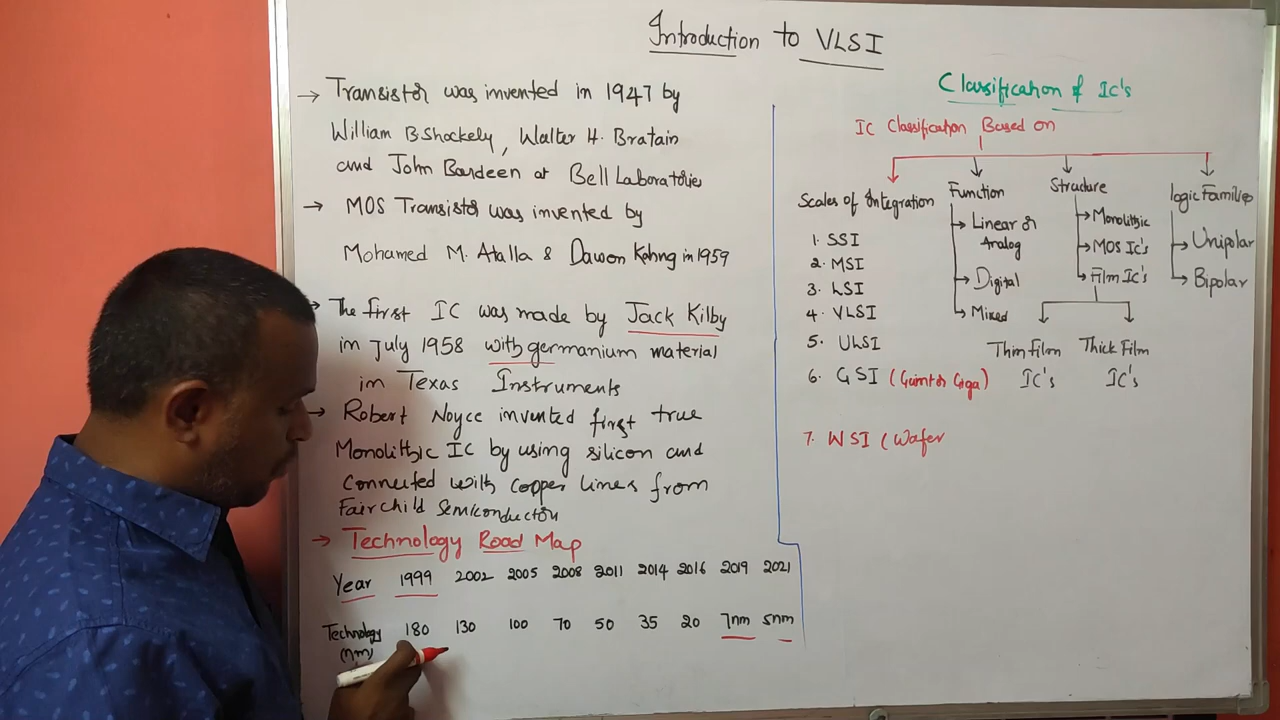 Introduction to VLSI
→ Transistor was invented in 1947 by
William B Shockely, Walter H. Bratain
and John Bardeen at Bell Laboratories
→ MOS Transistor was invented by
Mohamed M. Atalla & Dawon Kahng in 1959
→ The first IC was made by Jack Kilby
in July 1958 with germanium material
in Texas Instruments
→ Robert Noyce invented first true
Monolithic IC by using silicon and
Connected with copper lines from
Fairchild Semiconductor
→ Technology Road Map
Year 1999 2002 2005 2008 2011 2014 2016 2019 2021
Technology 180 130 100 70 50 35 20 7nm 5nm
(nm)
Classification of Ic's
IC Classification Based on
Scales of Integration
1. SSI
2. MSI
3. LSI
4. VLSI
5. ULSI
6. GSI (Gaint or Giga)
7. WSI (Wafer
Function
→ Linear or
Analog
→ Digital
→ Mixed
Structure
→ Monolithic
→ MOS Ic's
→ Film Ic's
Thin Film
Ic's
Thick Film
Ic's
logic Families
→ Unipolar
→ Bipolar